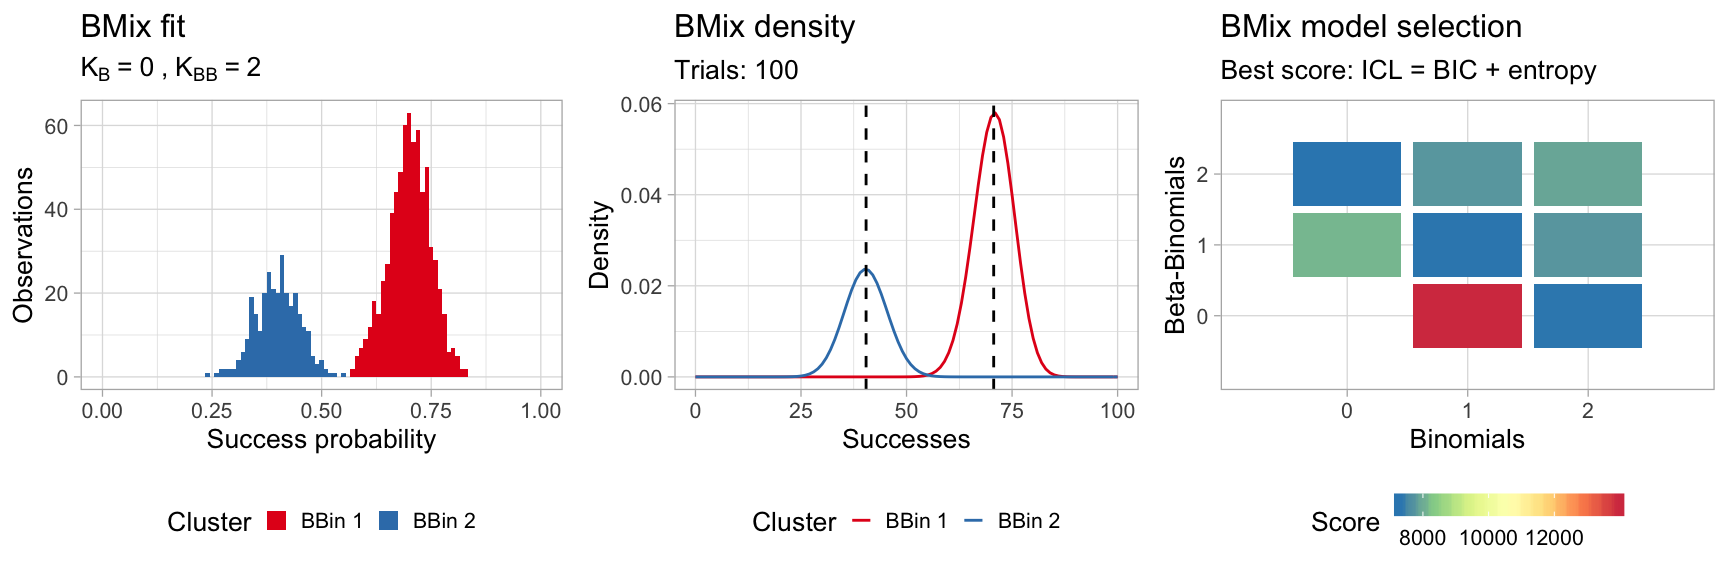 BMix fit
K_B = 0 , K_BB = 2
Observations
60
40
20
0
0.00 0.25 0.50 0.75 1.00
Success probability
Cluster BBin 1 BBin 2
BMix density
Trials: 100
Density
0.06
0.04
0.02
0.00
0 25 50 75 100
Successes
Cluster BBin 1 BBin 2
BMix model selection
Best score: ICL = BIC + entropy
Beta-Binomials
2
1
0
0 1 2
Binomials
Score
8000 10000 12000